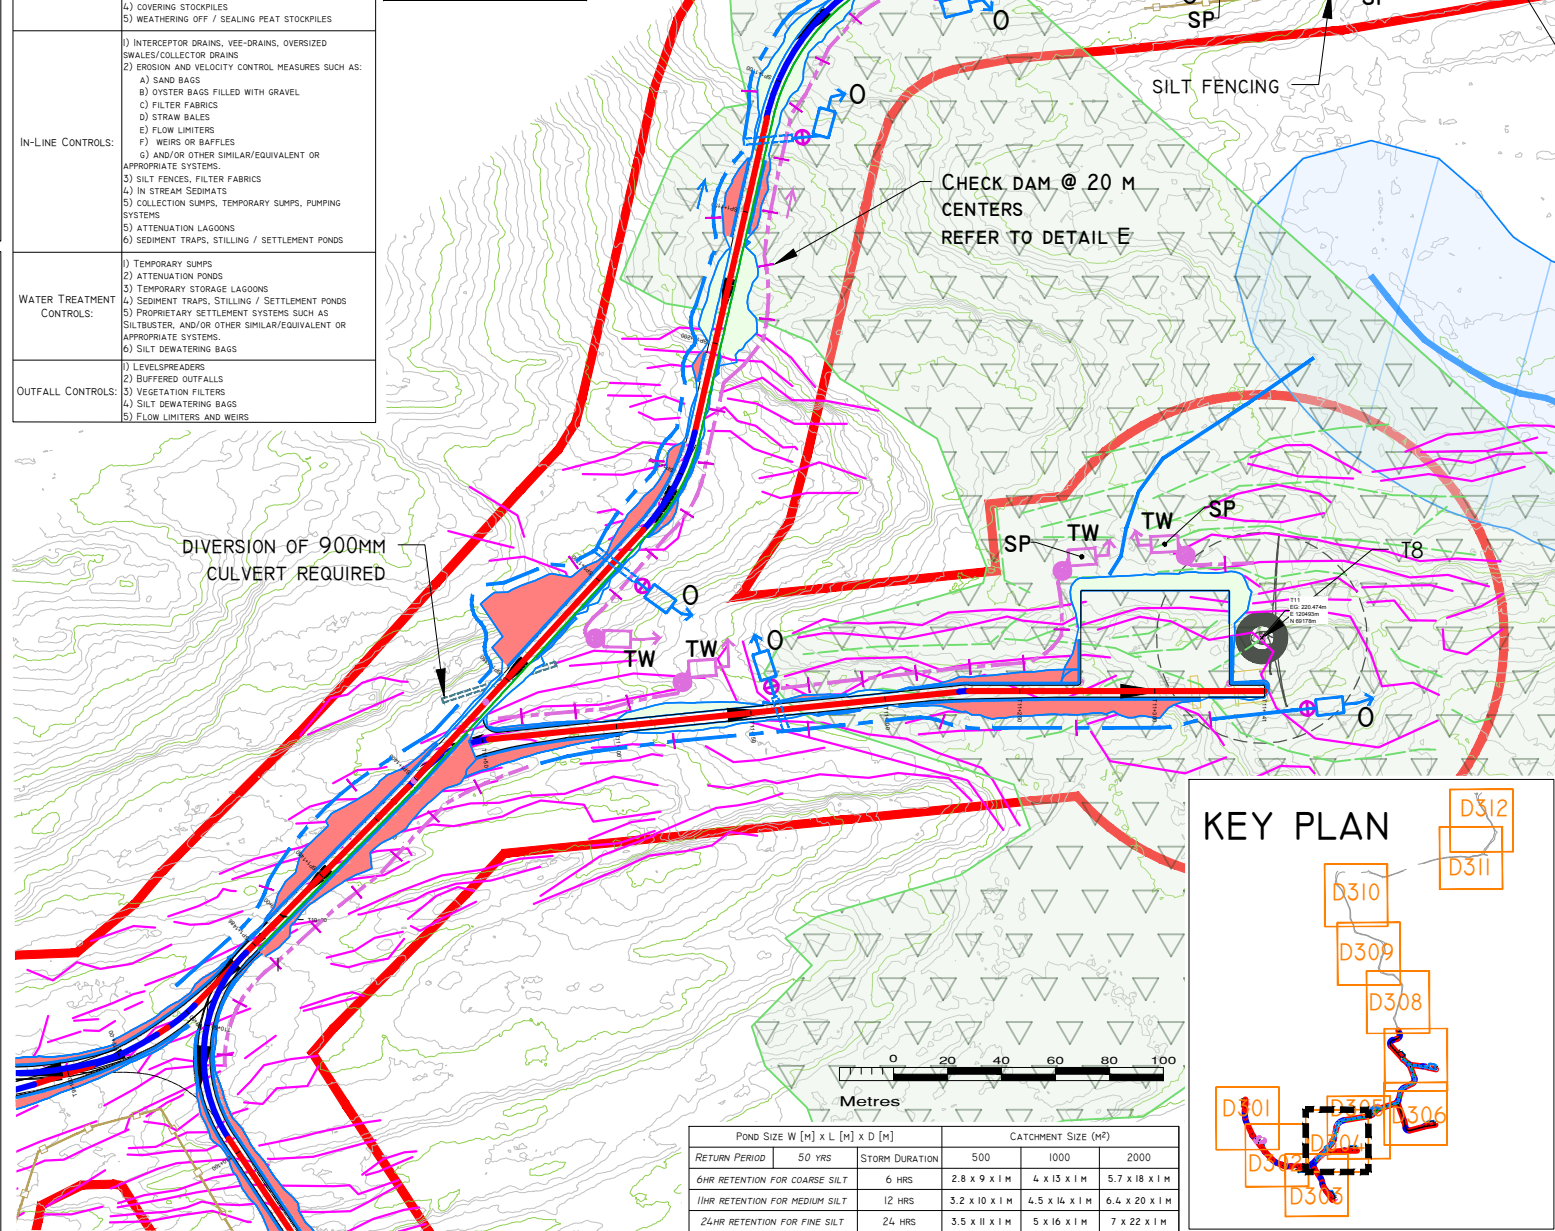 4) COVERING STOCKPILES
5) WEATHERING OFF / SEALING PEAT STOCKPILES
IN-LINE CONTROLS:
1) INTERCEPTOR DRAINS, VEE-DRAINS, OVERSIZED
SWALES/COLLECTOR DRAINS
2) EROSION AND VELOCITY CONTROL MEASURES SUCH AS:
A) SAND BAGS
B) OYSTER BAGS FILLED WITH GRAVEL
C) FILTER FABRICS
D) STRAW BALES
E) FLOW LIMITERS
F) WEIRS OR BAFFLES
G) AND/OR OTHER SIMILAR/EQUIVALENT OR
APPROPRIATE SYSTEMS.
3) SILT FENCES, FILTER FABRICS
4) IN STREAM SEDIMATS
5) COLLECTION SUMPS, TEMPORARY SUMPS, PUMPING
SYSTEMS
5) ATTENUATION LAGOONS
6) SEDIMENT TRAPS, STILLING / SETTLEMENT PONDS
WATER TREATMENT
CONTROLS:
1) TEMPORARY SUMPS
2) ATTENUATION PONDS
3) TEMPORARY STORAGE LAGOONS
4) SEDIMENT TRAPS, STILLING / SETTLEMENT PONDS
5) PROPRIETARY SETTLEMENT SYSTEMS SUCH AS
SILTBUSTER, AND/OR OTHER SIMILAR/EQUIVALENT OR
APPROPRIATE SYSTEMS.
6) SILT DEWATERING BAGS
OUTFALL CONTROLS:
1) LEVELSPREADERS
2) BUFFERED OUTFALLS
3) VEGETATION FILTERS
4) SILT DEWATERING BAGS
5) FLOW LIMITERS AND WEIRS
O
SP
SILT FENCING
O
CHECK DAM @ 20 M
CENTERS
REFER TO DETAIL E
DIVERSION OF 900MM
CULVERT REQUIRED
SP
TW
TW
SP
T8
T11
EG: 220.474m
E 120493m
N 69178m
O
TW
TW
O
O
KEY PLAN
D312
D311
D310
D309
D308
D306
D305
D304
D301
D302
D303
0 20 40 60 80 100
Metres
POND SIZE W [M] X L [M] X D [M] CATCHMENT SIZE (M²)
RETURN PERIOD 50 YRS STORM DURATION 500 1000 2000
6HR RETENTION FOR COARSE SILT 6 HRS 2.8 X 9 X 1 M 4 X 13 X 1 M 5.7 X 18 X 1 M
11HR RETENTION FOR MEDIUM SILT 12 HRS 3.2 X 10 X 1 M 4.5 X 14 X 1 M 6.4 X 20 X 1 M
24HR RETENTION FOR FINE SILT 24 HRS 3.5 X 11 X 1 M 5 X 16 X 1 M 7 X 22 X 1 M